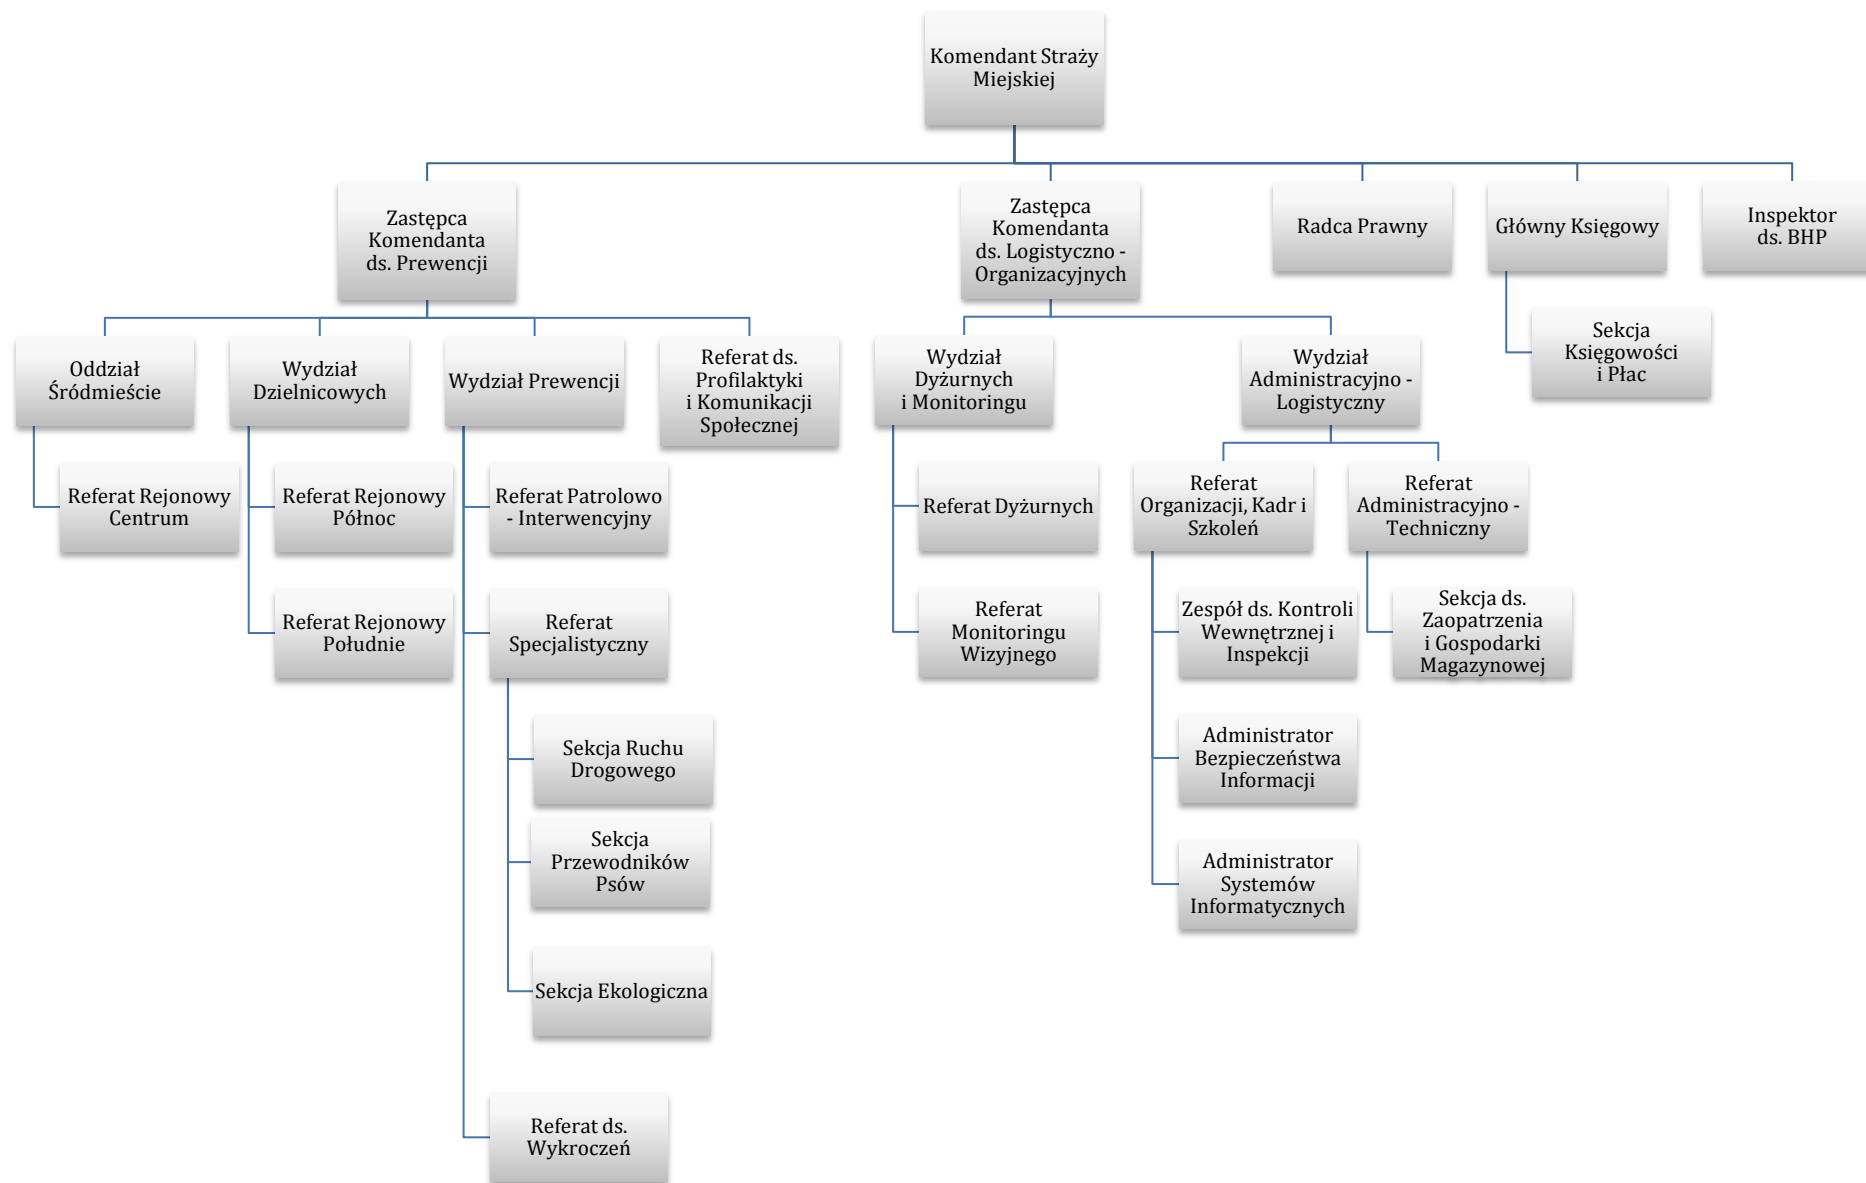 Komendant Straży
Miejskiej
Zastępca
Komendanta
ds. Prewencji
Zastępca
Komendanta
ds. Logistyczno -
Organizacyjnych
Radca Prawny
Główny Księgowy
Inspektor
ds. BHP
Oddział
Śródmieście
Wydział
Dzielnicowych
Wydział Prewencji
Referat ds.
Profilaktyki
i Komunikacji
Społecznej
Wydział
Dyżurnych
i Monitoringu
Wydział
Administracyjno -
Logistyczny
Sekcja
Księgowości
i Płac
Referat Rejonowy
Centrum
Referat Rejonowy
Północ
Referat Patrolowo
- Interwencyjny
Referat Dyżurnych
Referat
Organizacji, Kadr i
Szkoleń
Referat
Administracyjno -
Techniczny
Referat Rejonowy
Południe
Referat
Specjalistyczny
Referat
Monitoringu
Wizyjnego
Zespół ds. Kontroli
Wewnętrznej i
Inspekcji
Sekcja ds.
Zaopatrzenia
i Gospodarki
Magazynowej
Sekcja Ruchu
Drogowego
Administrator
Bezpieczeństwa
Informacji
Sekcja
Przewodników
Psów
Administrator
Systemów
Informatycznych
Sekcja Ekologiczna
Referat ds.
Wykroczeń